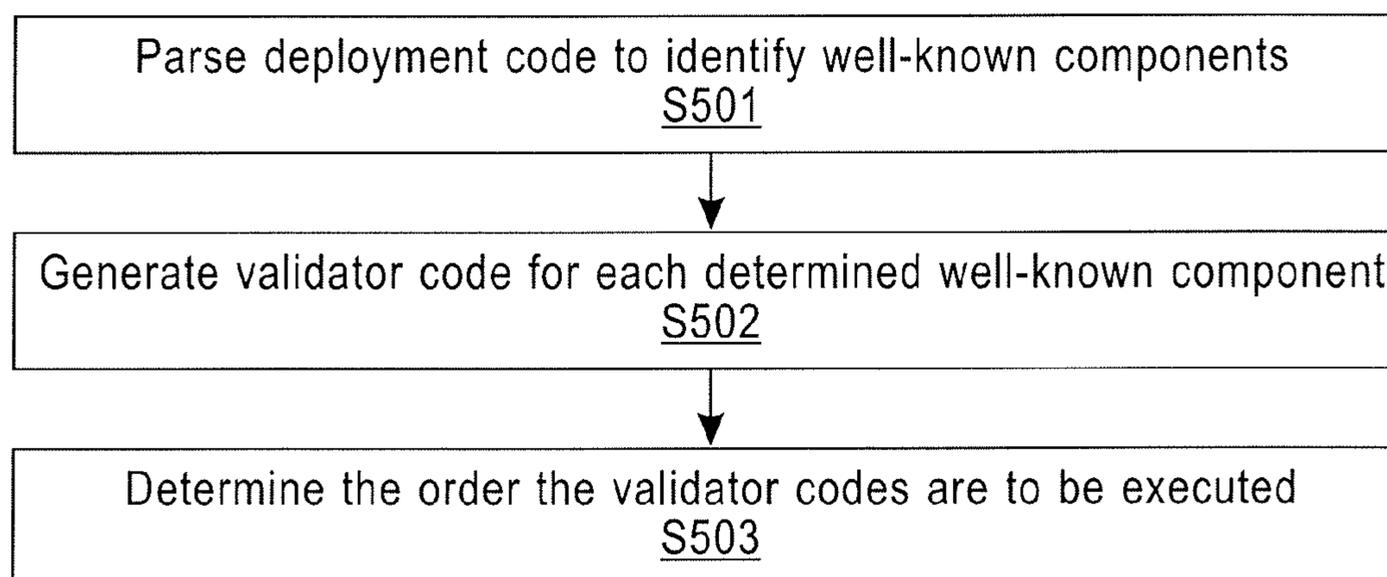 Parse deployment code to identify well-known components
S501
Generate validator code for each determined well-known component
S502
Determine the order the validator codes are to be executed
S503